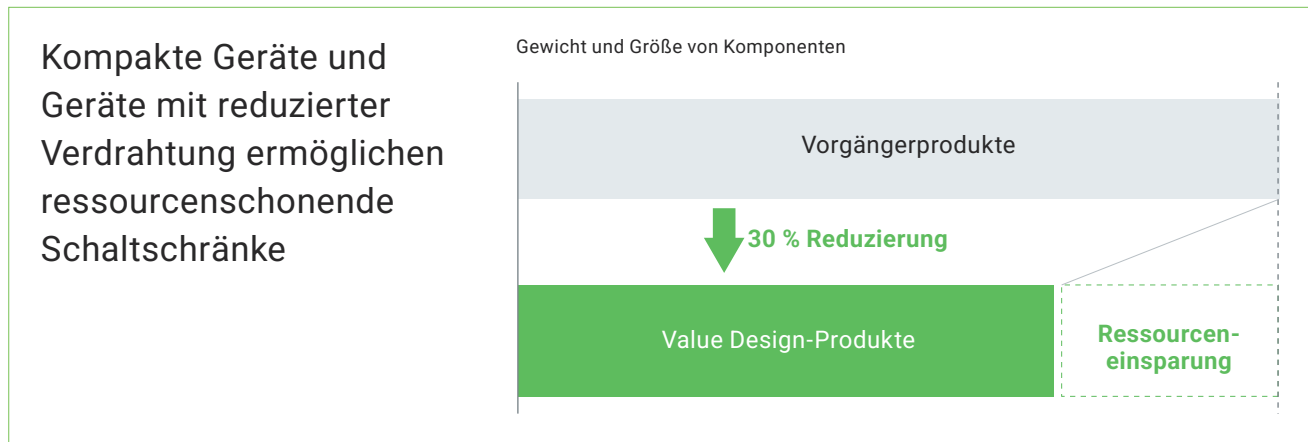 Kompakte Geräte und
Geräte mit reduzierter
Verdrahtung ermöglichen
ressourcenschonende
Schaltschränke
Gewicht und Größe von Komponenten
Vorgängerprodukte
30 % Reduzierung
Value Design-Produkte
Ressourcen-
einsparung